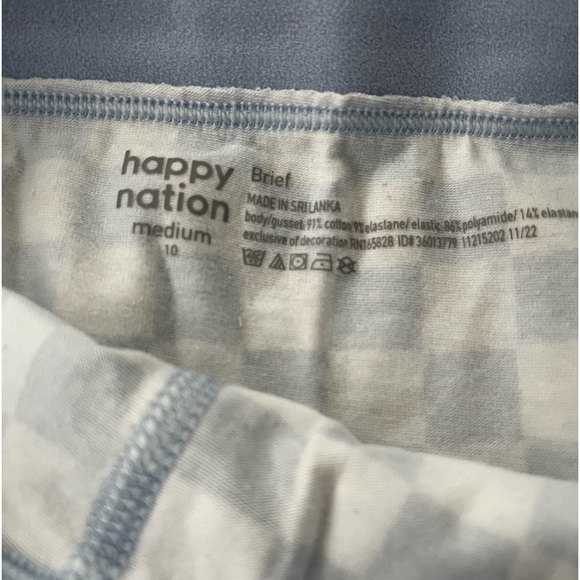 happy
nation
medium
10
Brief
MADE IN SRI LANKA
body/gusset: 91% cotton/ 9% elastane/ elastic: 86% polyamide/ 14% elastane
exclusive of decoration RN165828 ID# 36013779 11215202 11/22